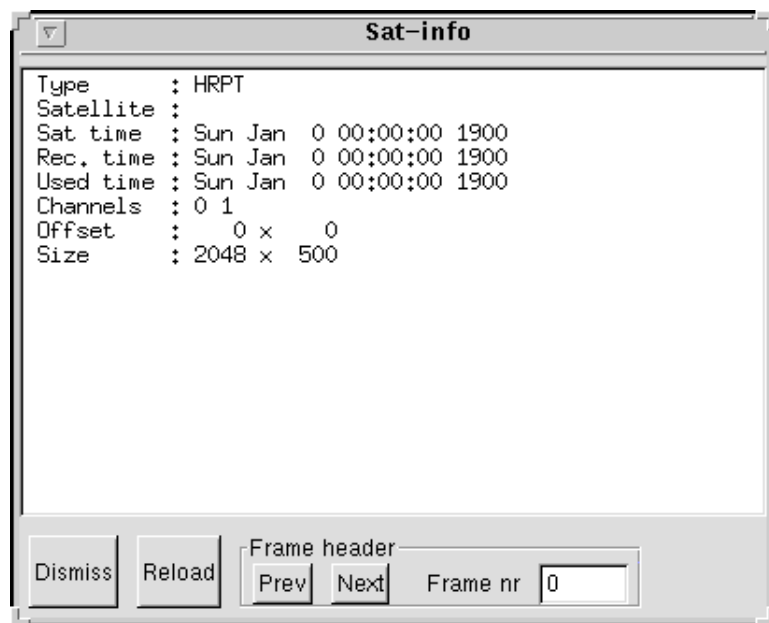 Sat-info
Type      : HRPT
Satellite :
Sat time  : Sun Jan  0 00:00:00 1900
Rec. time : Sun Jan  0 00:00:00 1900
Used time : Sun Jan  0 00:00:00 1900
Channels  : 0 1
Offset    :    0 x    0
Size      : 2048 x  500
Frame header
Dismiss Reload Prev Next Frame nr 0